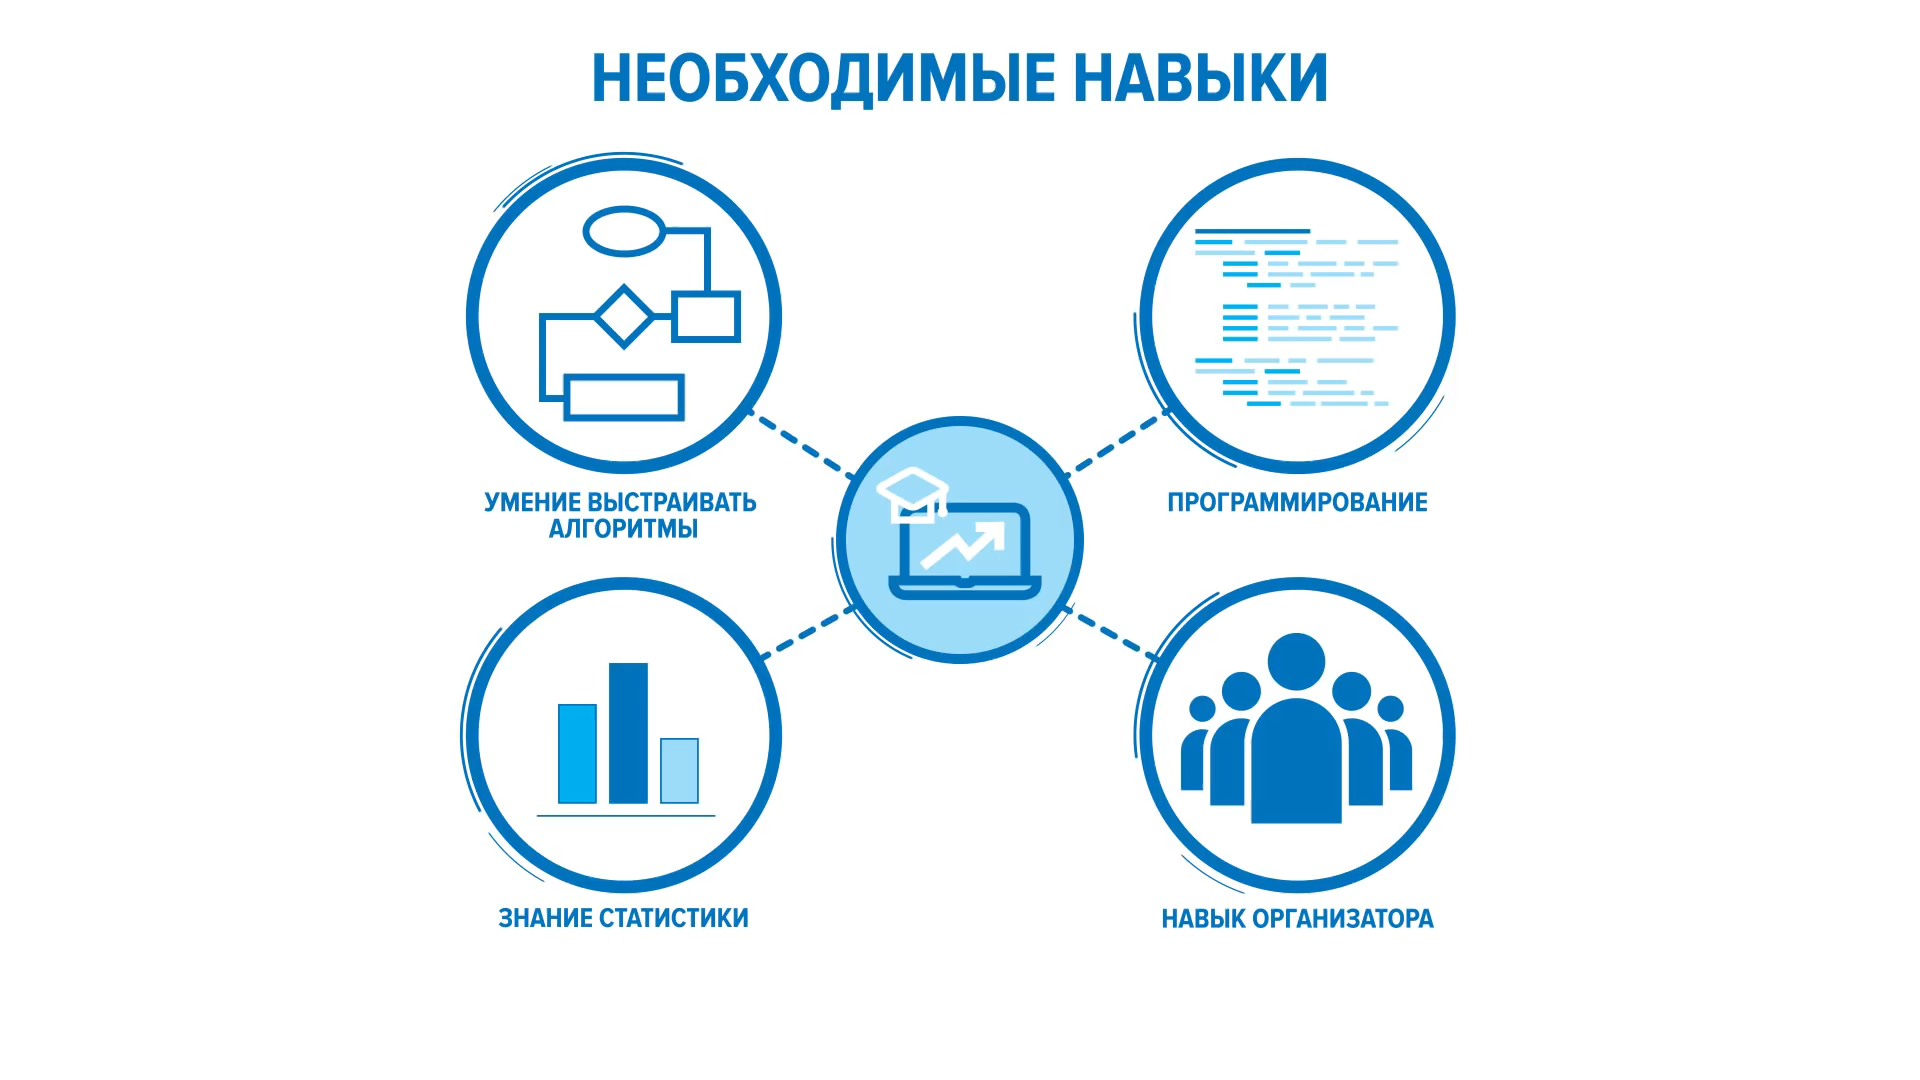 НЕОБХОДИМЫЕ НАВЫКИ
УМЕНИЕ ВЫСТРАИВАТЬ
АЛГОРИТМЫ
ПРОГРАММИРОВАНИЕ
ЗНАНИЕ СТАТИСТИКИ
НАВЫК ОРГАНИЗАТОРА